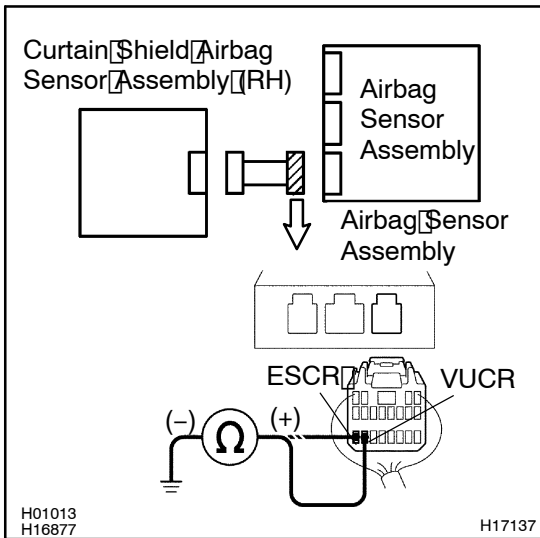 Curtain Shield Airbag
Sensor Assembly (RH)
Airbag
Sensor
Assembly
Airbag Sensor
Assembly
ESCR
VUCR
(−)
Ω
(+)
H01013
H16877
H17137